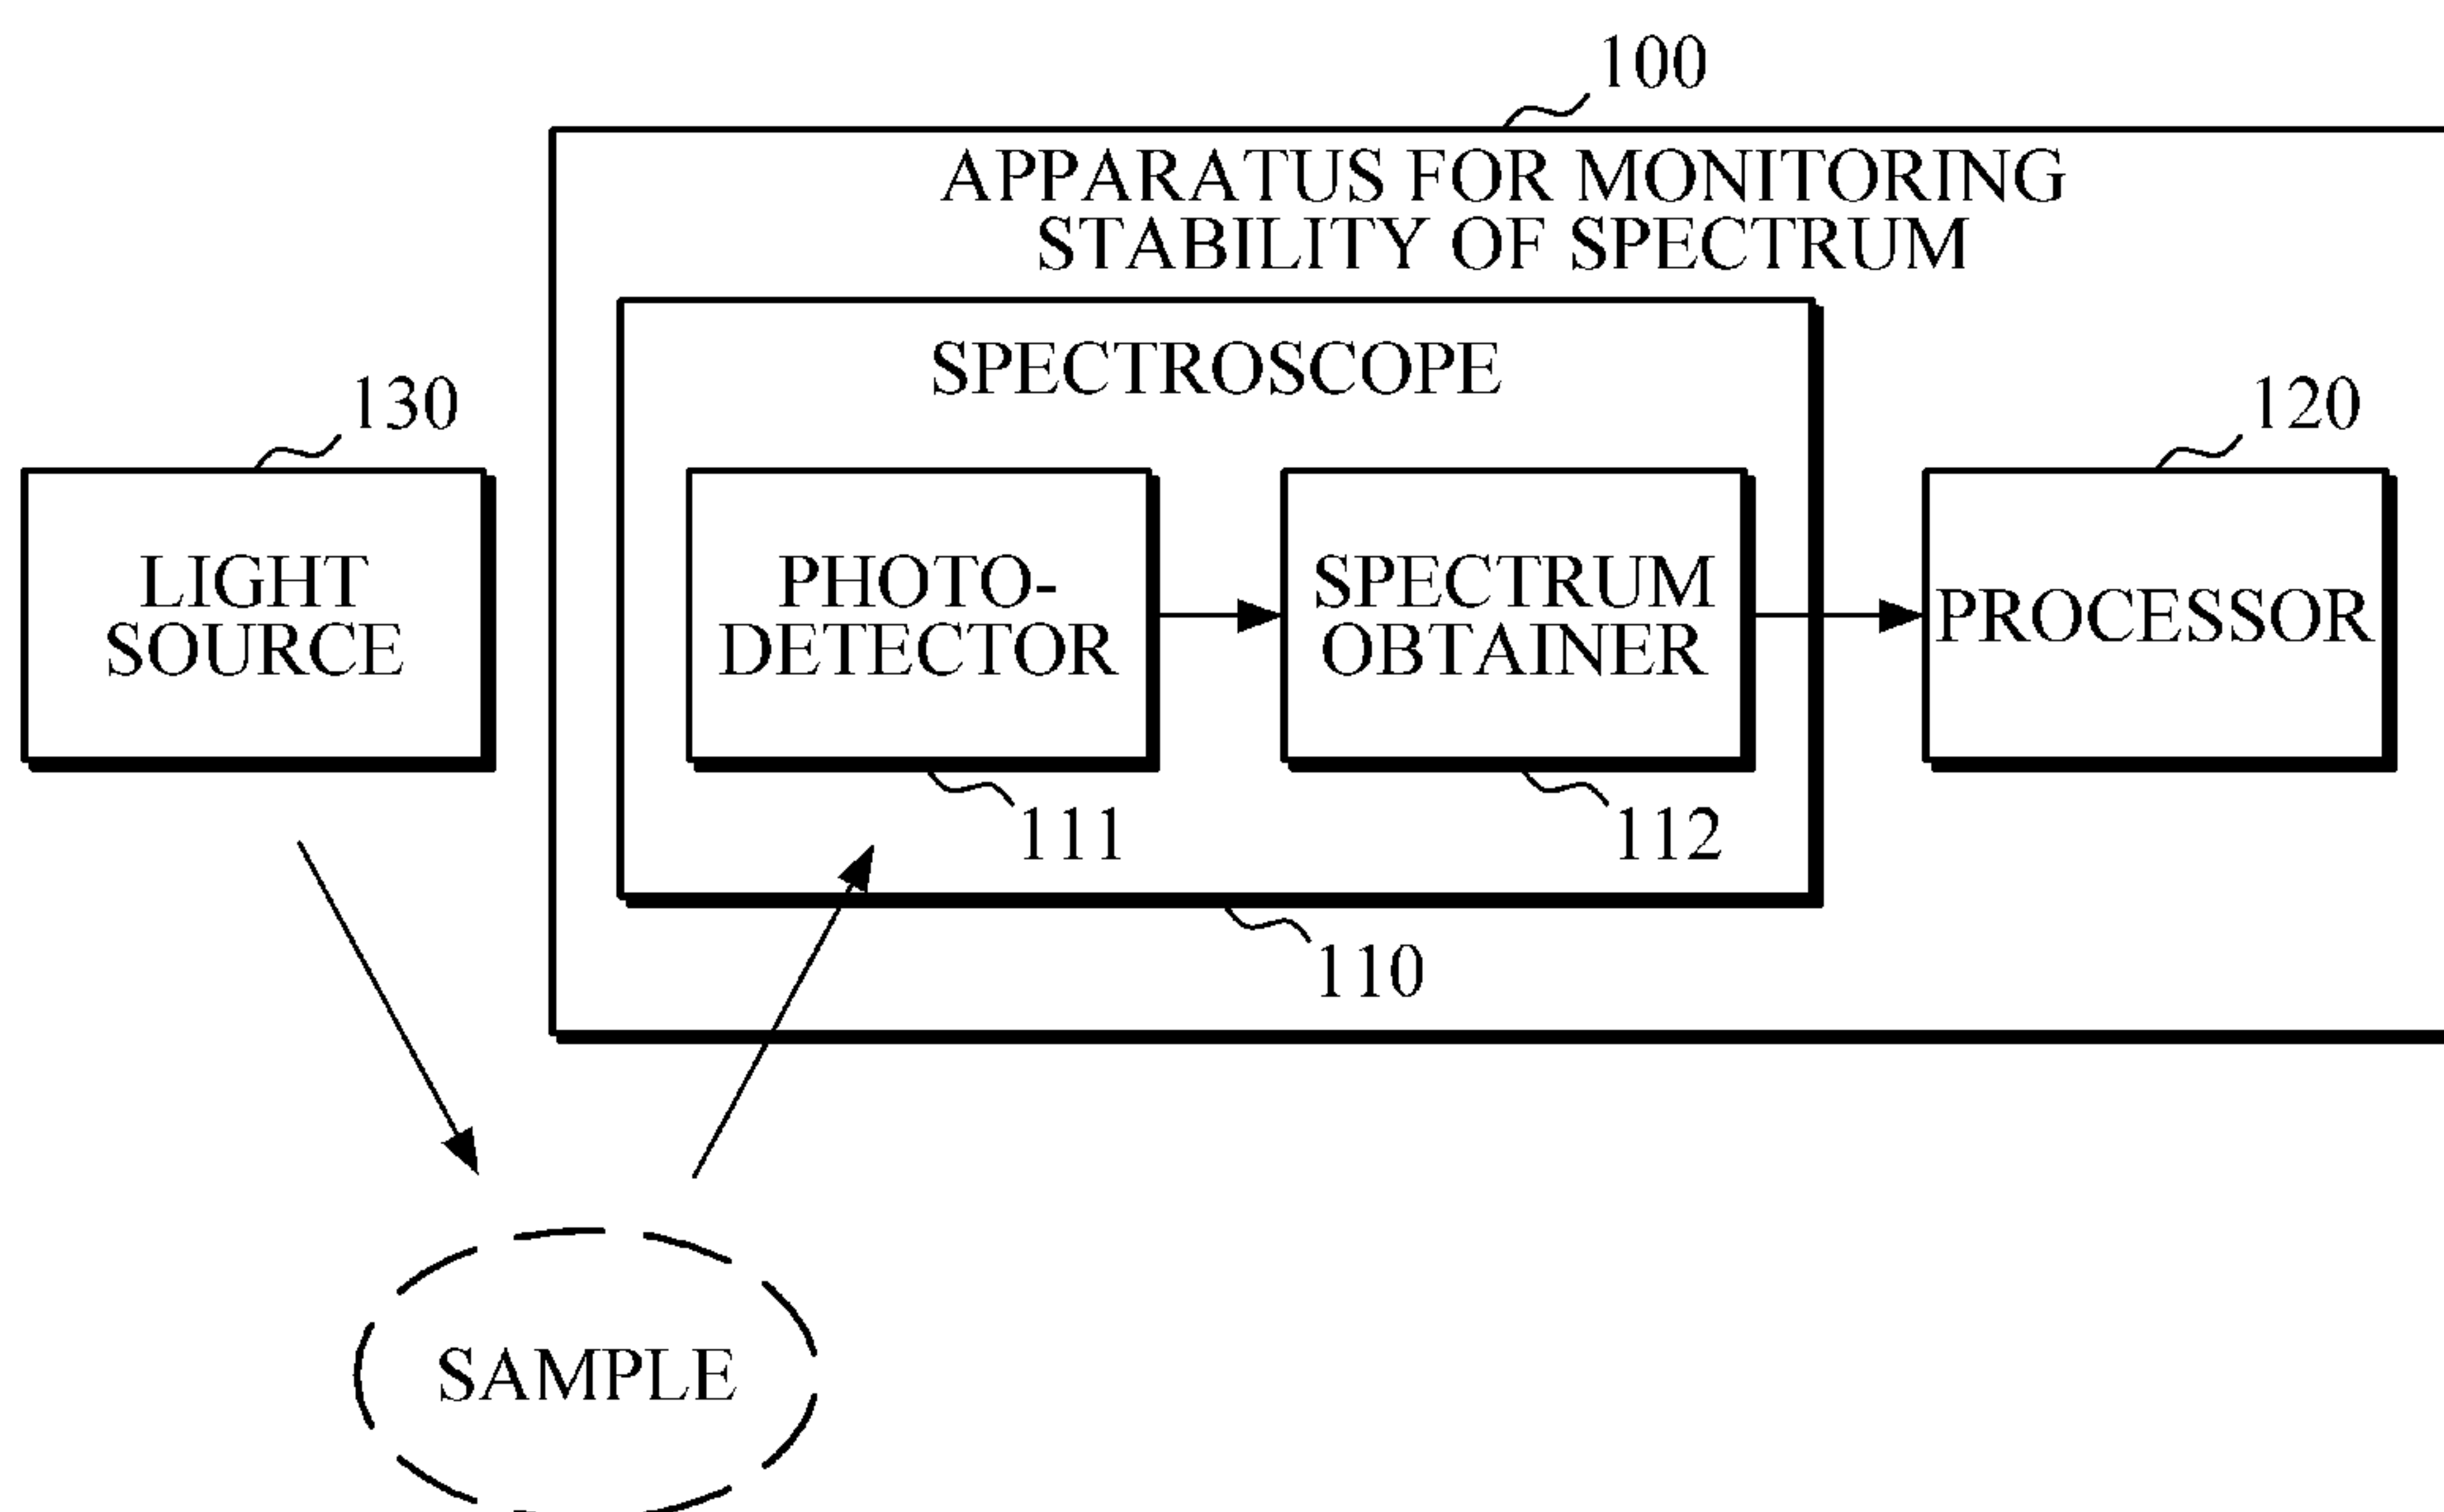 100
APPARATUS FOR MONITORING
STABILITY OF SPECTRUM
SPECTROSCOPE
130
120
LIGHT
SOURCE
PHOTO-
DETECTOR
SPECTRUM
OBTAINER
PROCESSOR
111
112
110
SAMPLE